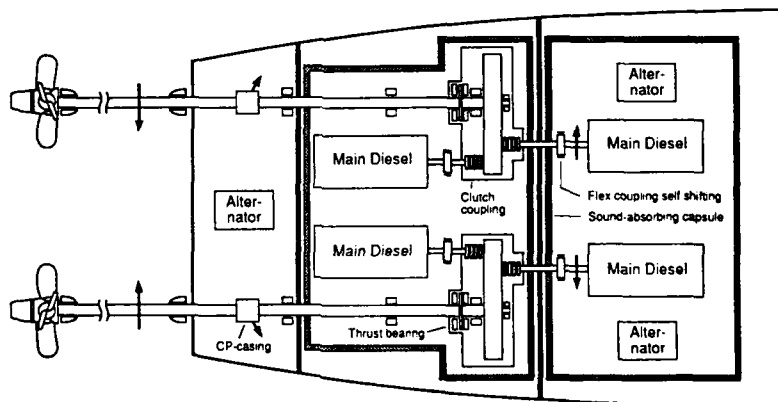 Alter-
nator
Main Diesel
Main Diesel
Clutch
coupling
Flex coupling self shifting
Sound-absorbing capsule
Alter-
nator
Main Diesel
Main Diesel
Thrust bearing
CP-casing
Alter-
nator